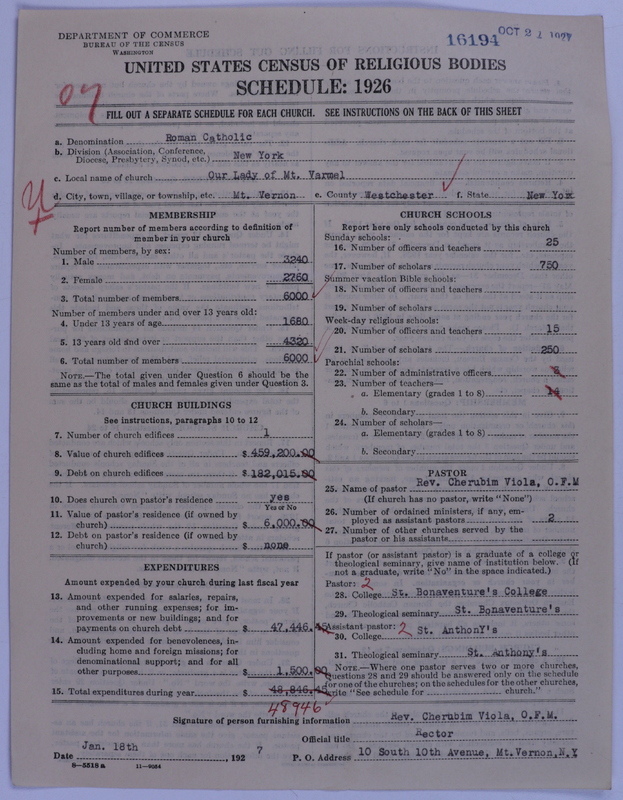 DEPARTMENT OF COMMERCE
BUREAU OF THE CENSUS
WASHINGTON
16194
OCT 21 1927
UNITED STATES CENSUS OF RELIGIOUS BODIES
SCHEDULE: 1926
FILL OUT A SEPARATE SCHEDULE FOR EACH CHURCH. SEE INSTRUCTIONS ON THE BACK OF THIS SHEET
a. Denomination Roman Catholic
b. Division (Association, Conference, Diocese, Presbytery, Synod, etc.) New York
c. Local name of church Our Lady of Mt. Varmel
d. City, town, village, or township, etc. Mt. Vernon e. County Westchester f. State New York
MEMBERSHIP
Report number of members according to definition of
member in your church
Number of members, by sex:
1. Male 3240
2. Female 2760
3. Total number of members 6000
Number of members under and over 13 years old:
4. Under 13 years of age 1680
5. 13 years old and over 4320
6. Total number of members 6000
NOTE.—The total given under Question 6 should be the
same as the total of males and females given under Question 3.
CHURCH BUILDINGS
See instructions, paragraphs 10 to 12
7. Number of church edifices 1
8. Value of church edifices $ 459,200.00
9. Debt on church edifices $ 182,015.00
10. Does church own pastor's residence yes
Yes or No
11. Value of pastor's residence (if owned by
church) $ 6,000.00
12. Debt on pastor's residence (if owned by
church) $ none
EXPENDITURES
Amount expended by your church during last fiscal year
13. Amount expended for salaries, repairs,
and other running expenses; for im-
provements or new buildings; and for
payments on church debt $ 47,446.45
14. Amount expended for benevolences, in-
cluding home and foreign missions; for
denominational support; and for all
other purposes $ 1,500.00
15. Total expenditures during year $ 48,846.45
48946
CHURCH SCHOOLS
Report here only schools conducted by this church
Sunday schools:
16. Number of officers and teachers 25
17. Number of scholars 750
Summer vacation Bible schools:
18. Number of officers and teachers
19. Number of scholars
Week-day religious schools:
20. Number of officers and teachers 15
21. Number of scholars 250
Parochial schools:
22. Number of administrative officers
23. Number of teachers—
a. Elementary (grades 1 to 8)
b. Secondary
24. Number of scholars—
a. Elementary (grades 1 to 8)
b. Secondary
PASTOR
25. Name of pastor Rev. Cherubim Viola, O.F.M
(If church has no pastor, write "None")
26. Number of ordained ministers, if any, em-
ployed as assistant pastors 2
27. Number of other churches served by the
pastor or his assistants
If pastor (or assistant pastor) is a graduate of a college or
theological seminary, give name of institution below. (If
not a graduate, write "No" in the space indicated.)
Pastor: 2
28. College St. Bonaventure's College
29. Theological seminary St. Bonaventure's
Assistant pastor: 2
30. College St. AnthonY's
31. Theological seminary St. Anthony's
NOTE.—Where one pastor serves two or more churches,
Questions 28 and 29 should be answered only on the schedule
for one of the churches; on the schedules for the other churches,
write "See schedule for church."
Signature of person furnishing information Rev. Cherubim Viola, O.F.M.
Official title Rector
Date Jan. 18th , 192 7
P. O. Address 10 South 10th Avenue, Mt.Vernon,N.Y
8—5518 a 11—9084